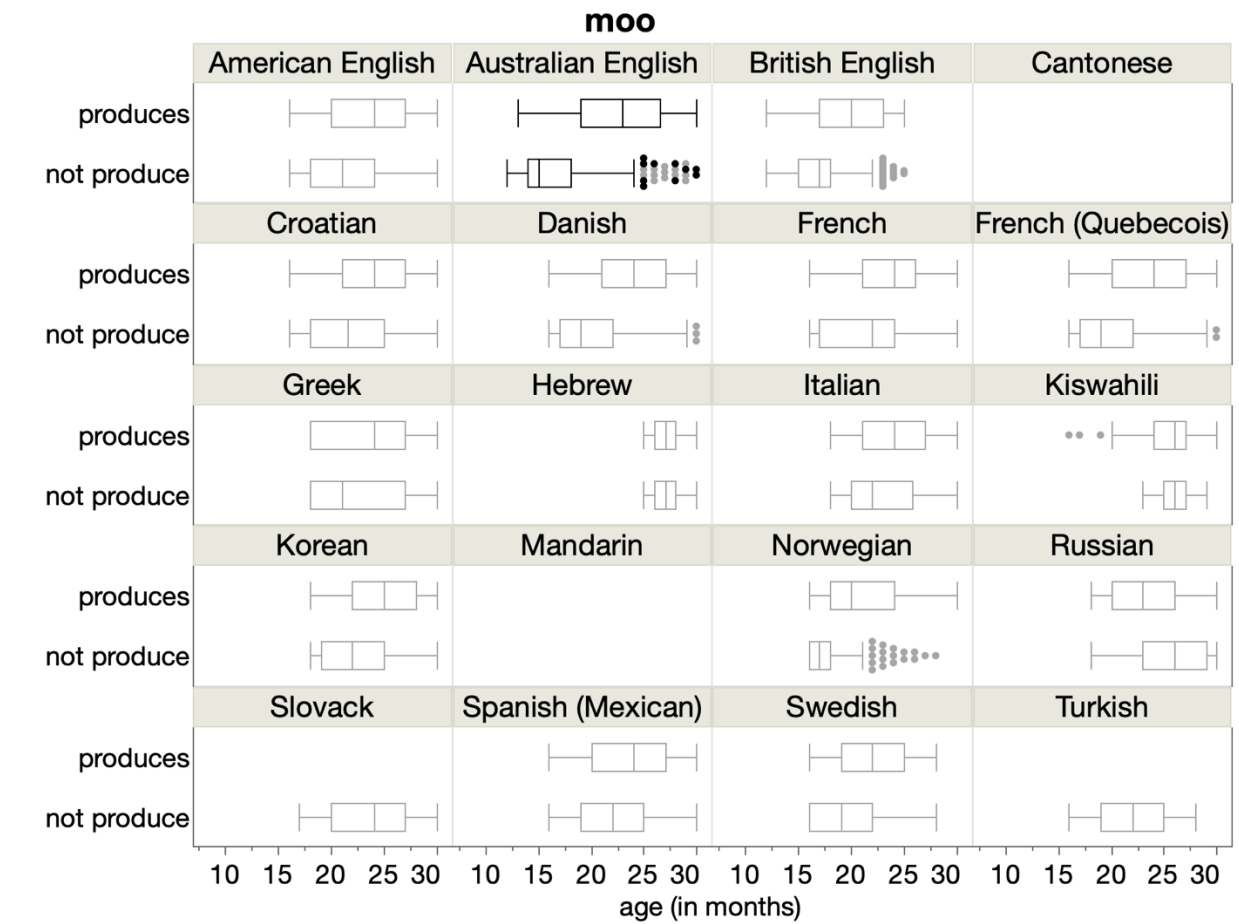 moo
American English Australian English British English Cantonese
produces
not produce
Croatian Danish French French (Quebecois)
produces
not produce
Greek Hebrew Italian Kiswahili
produces
not produce
Korean Mandarin Norwegian Russian
produces
not produce
Slovack Spanish (Mexican) Swedish Turkish
produces
not produce
10 15 20 25 30 10 15 20 25 30 10 15 20 25 30 10 15 20 25 30
age (in months)